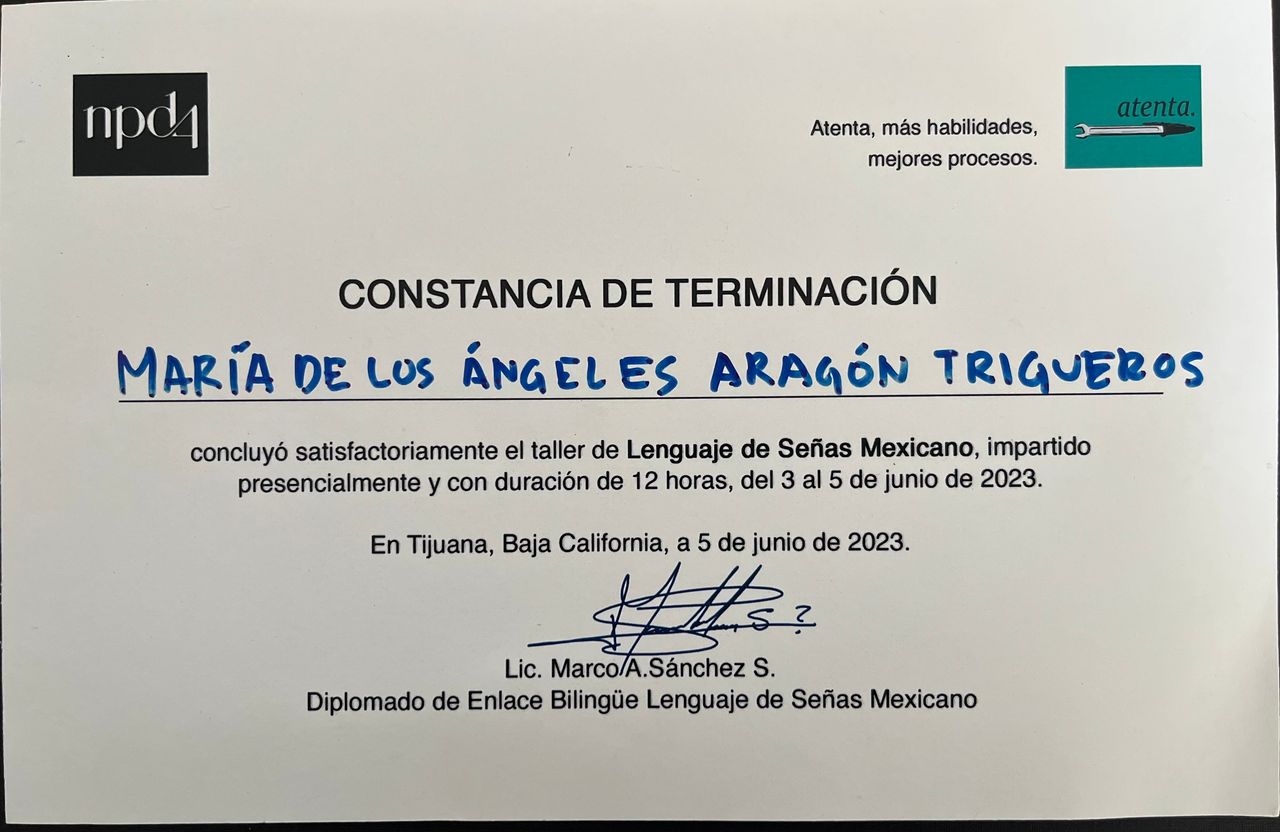 npd4
atenta.
Atenta, más habilidades,
mejores procesos.
CONSTANCIA DE TERMINACIÓN
MARÍA DE LOS ÁNGELES ARAGÓN TRIGUEROS
concluyó satisfactoriamente el taller de Lenguaje de Señas Mexicano, impartido
presencialmente y con duración de 12 horas, del 3 al 5 de junio de 2023.
En Tijuana, Baja California, a 5 de junio de 2023.
Lic. Marco A.Sánchez S.
Diplomado de Enlace Bilingüe Lenguaje de Señas Mexicano